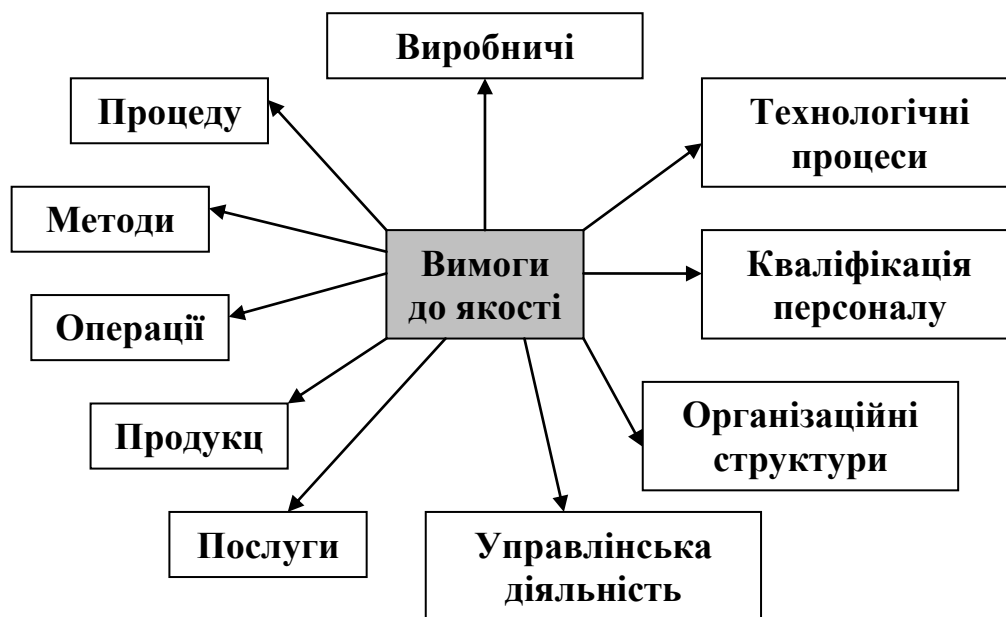 Виробничі
Процеду
Технологічні
процеси
Методи
Вимоги
до якості
Кваліфікація
персоналу
Операції
Продукц
Організаційні
структури
Послуги
Управлінська
діяльність